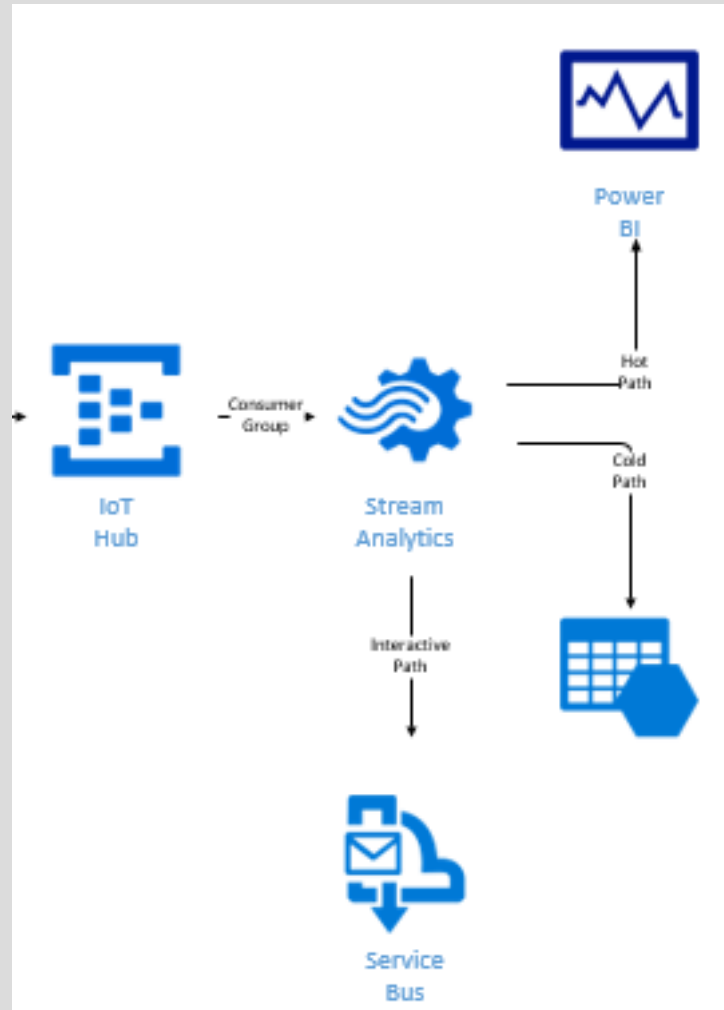 Power
BI
Hot
Path
Consumer
Group
Cold
Path
IoT
Hub
Stream
Analytics
Interactive
Path
Service
Bus